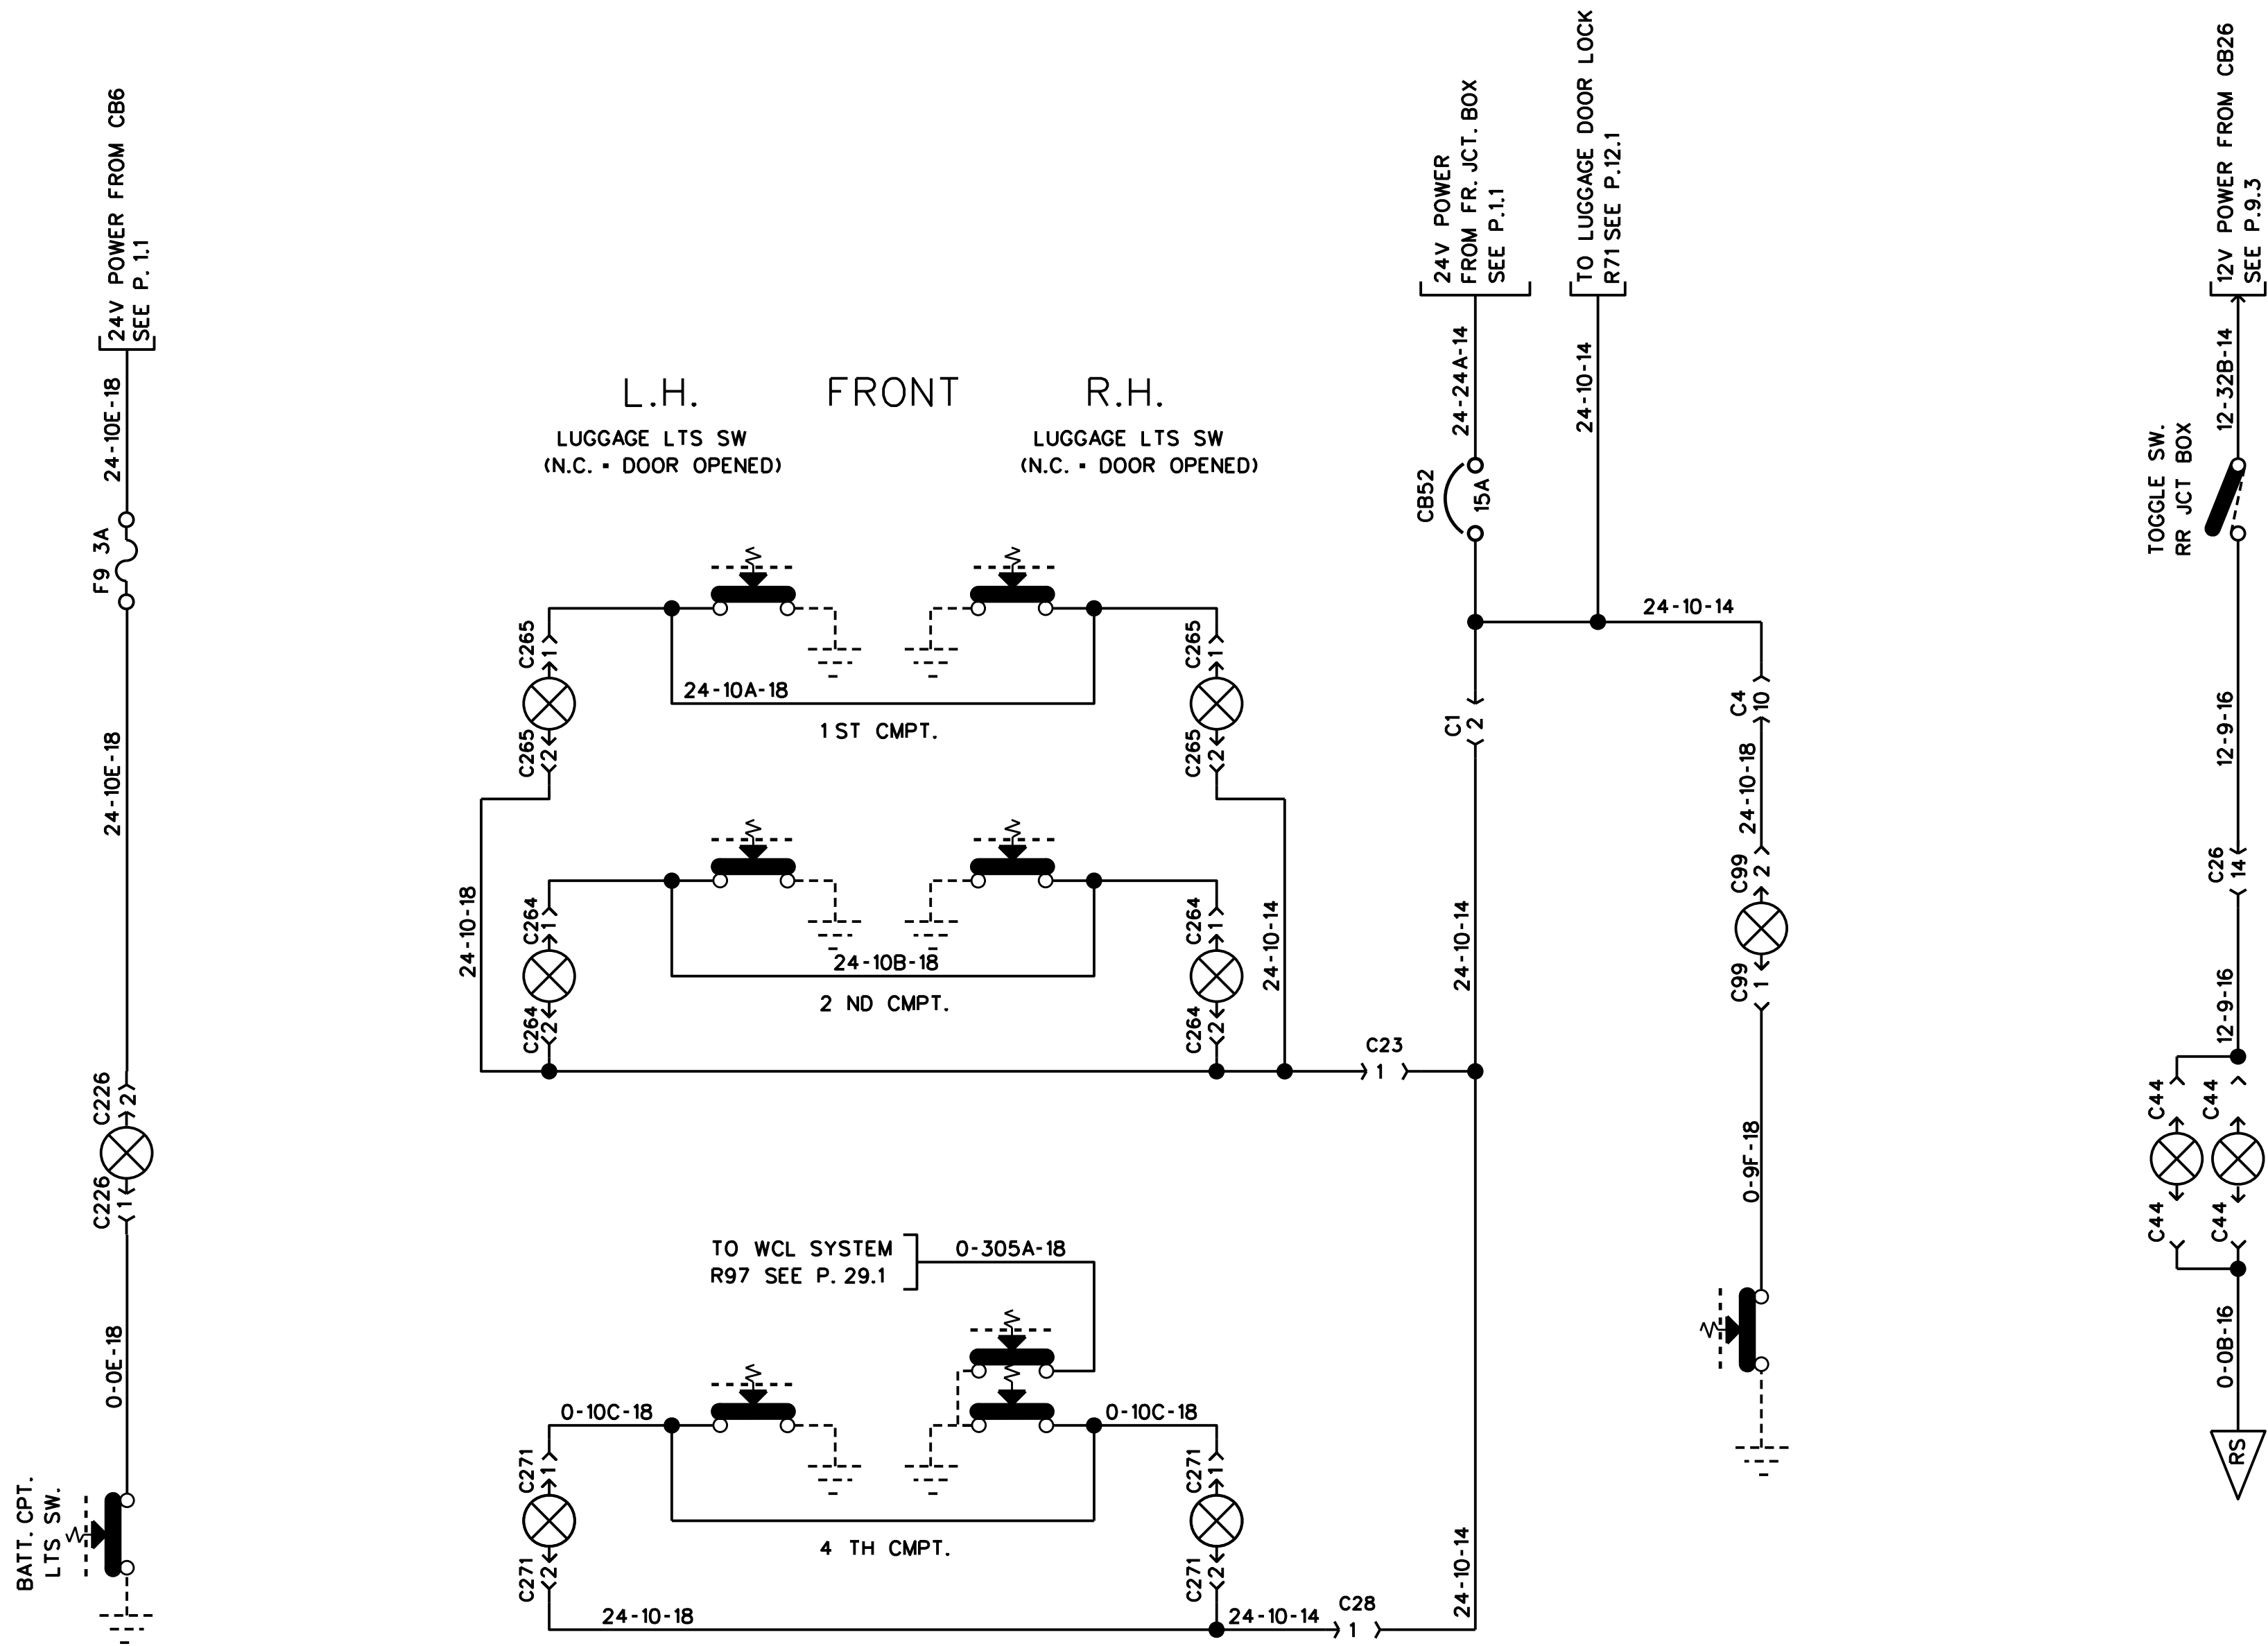 24V POWER FROM CB6
SEE P. 1.1
24-10E-18
F9 3A
24-10E-18
C226
2
C226
1
0-0E-18
BATT. CPT.
LTS SW.
L.H.
FRONT
R.H.
LUGGAGE LTS SW
(N.C. = DOOR OPENED)
LUGGAGE LTS SW
(N.C. = DOOR OPENED)
C265
1
C265
1
24-10A-18
1 ST CMPT.
C265
2
C265
2
24-10-18
C264
1
C264
1
24-10B-18
2 ND CMPT.
24-10-14
C264
2
C264
2
C23
1
TO WCL SYSTEM
R97 SEE P. 29.1
0-305A-18
0-10C-18
0-10C-18
C271
1
C271
1
4 TH CMPT.
C271
2
C271
2
24-10-18
24-10-14
C28
1
24V POWER
FROM FR. JCT. BOX
SEE P.1.1
24-24A-14
CB52
15A
C1
2
24-10-14
24-10-14
TO LUGGAGE DOOR LOCK
R71 SEE P.12.1
24-10-14
24-10-14
C4
10
24-10-18
C99
2
C99
1
0-9F-18
12V POWER FROM CB26
SEE P.9.3
12-32B-14
TOGGLE SW.
RR JCT BOX
12-9-16
C26
14
12-9-16
C44
C44
C44
C44
0-0B-16
RS